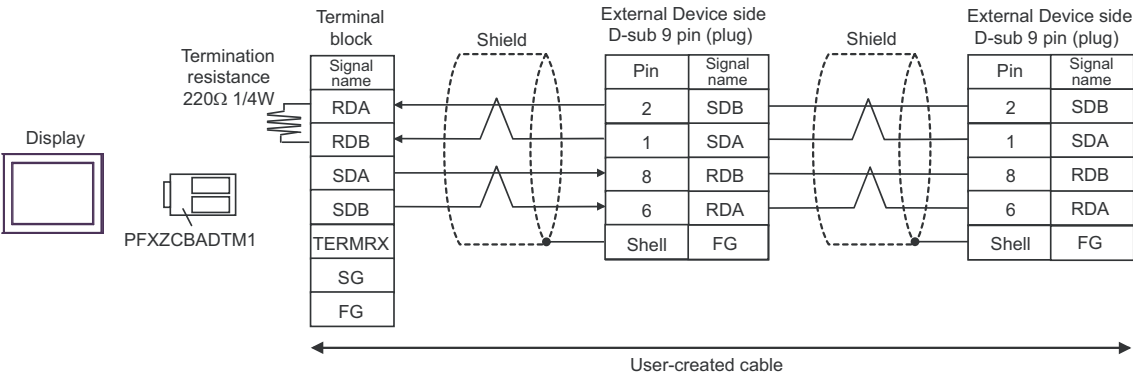 Display
PFXZCBADTM1
Termination
resistance
220Ω 1/4W
Terminal
block
Signal
name
RDA
RDB
SDA
SDB
TERMRX
SG
FG
Shield
External Device side
D-sub 9 pin (plug)
Pin Signal
name
2 SDB
1 SDA
8 RDB
6 RDA
Shell FG
Shield
External Device side
D-sub 9 pin (plug)
Pin Signal
name
2 SDB
1 SDA
8 RDB
6 RDA
Shell FG
User-created cable